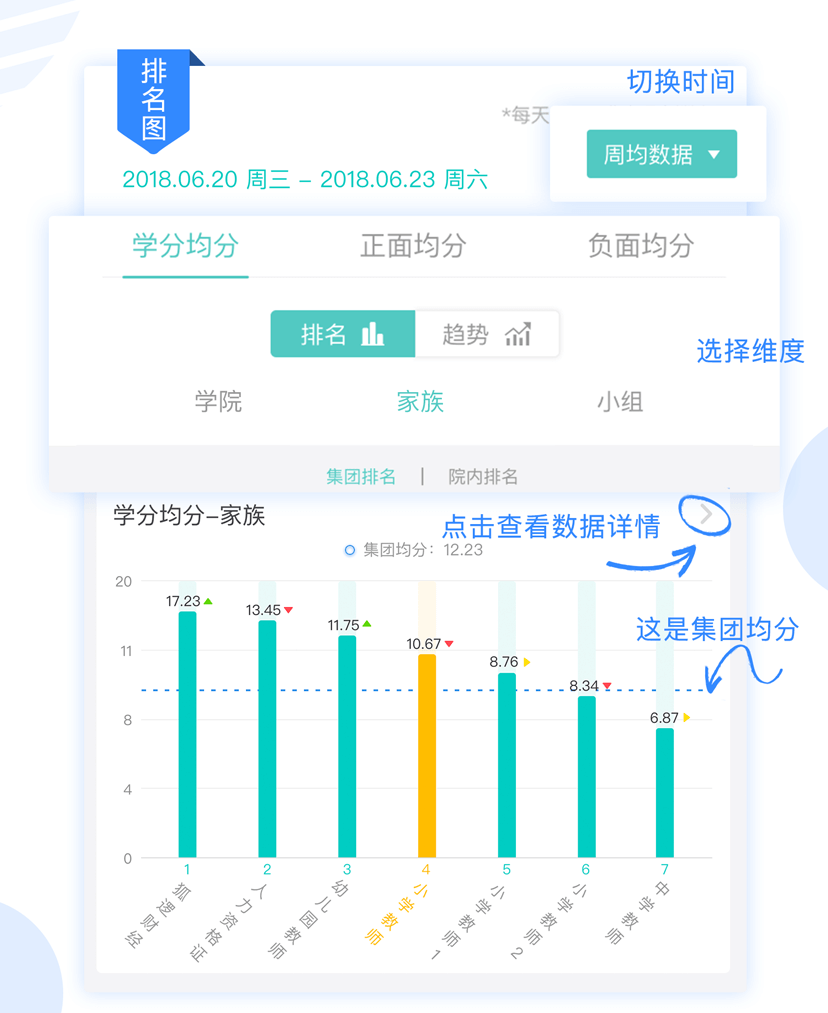 排名图
切换时间
*每天
周均数据
2018.06.20 周三 – 2018.06.23 周六
学分均分 正面均分 负面均分
排名 趋势
选择维度
学院 家族 小组
集团排名 | 院内排名
学分均分–家族
点击查看数据详情
集团均分：12.23
20
11
8
4
0
这是集团均分
17.23
13.45
11.75
10.67
8.76
8.34
6.87
1 2 3 4 5 6 7
狐逻财经
人力资格证
幼儿园教师
小学教师
小学教师1
小学教师2
中学教师